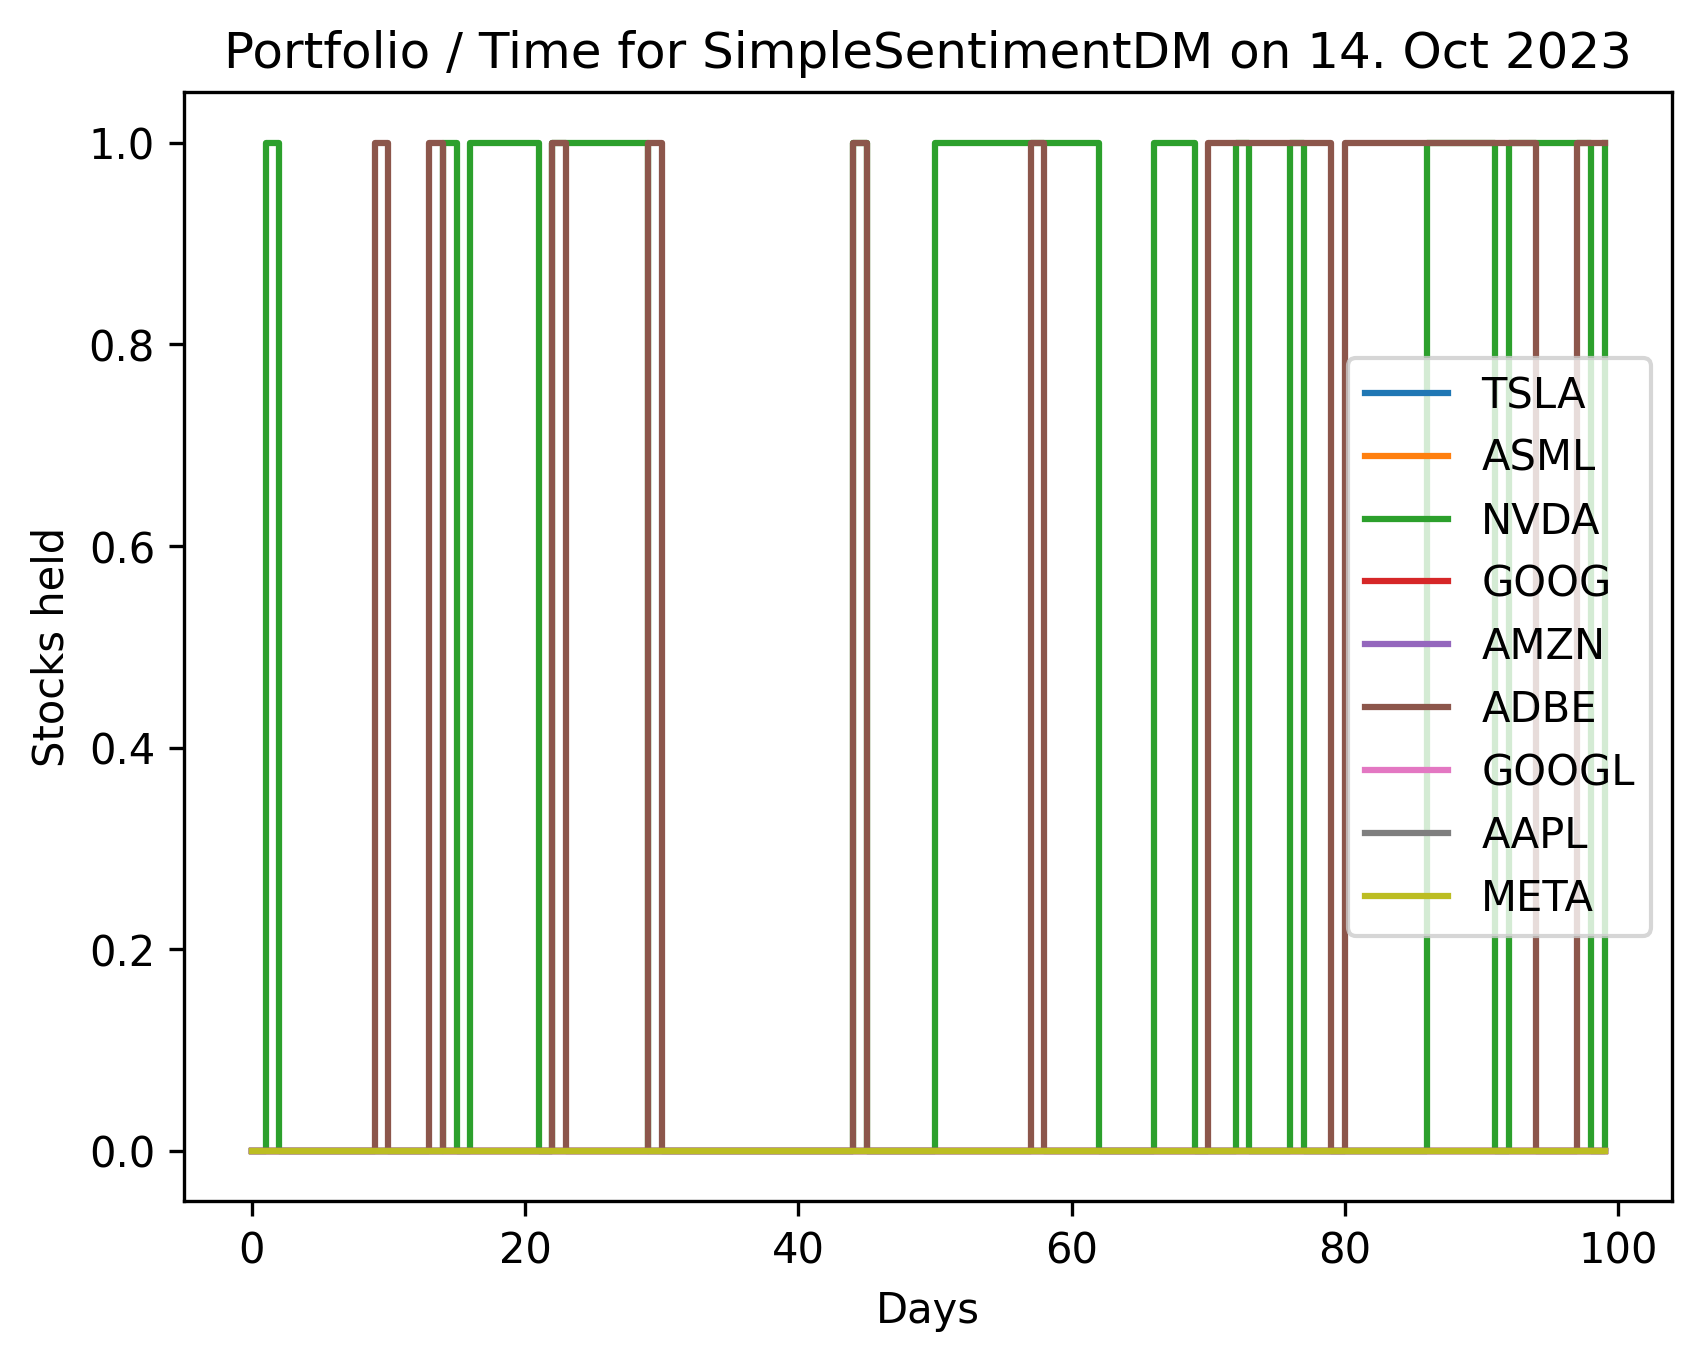 Portfolio / Time for SimpleSentimentDM on 14. Oct 2023
1.0
0.8
0.6
0.4
0.2
0.0
Stocks held
TSLA
ASML
NVDA
GOOG
AMZN
ADBE
GOOGL
AAPL
META
0 20 40 60 80 100
Days